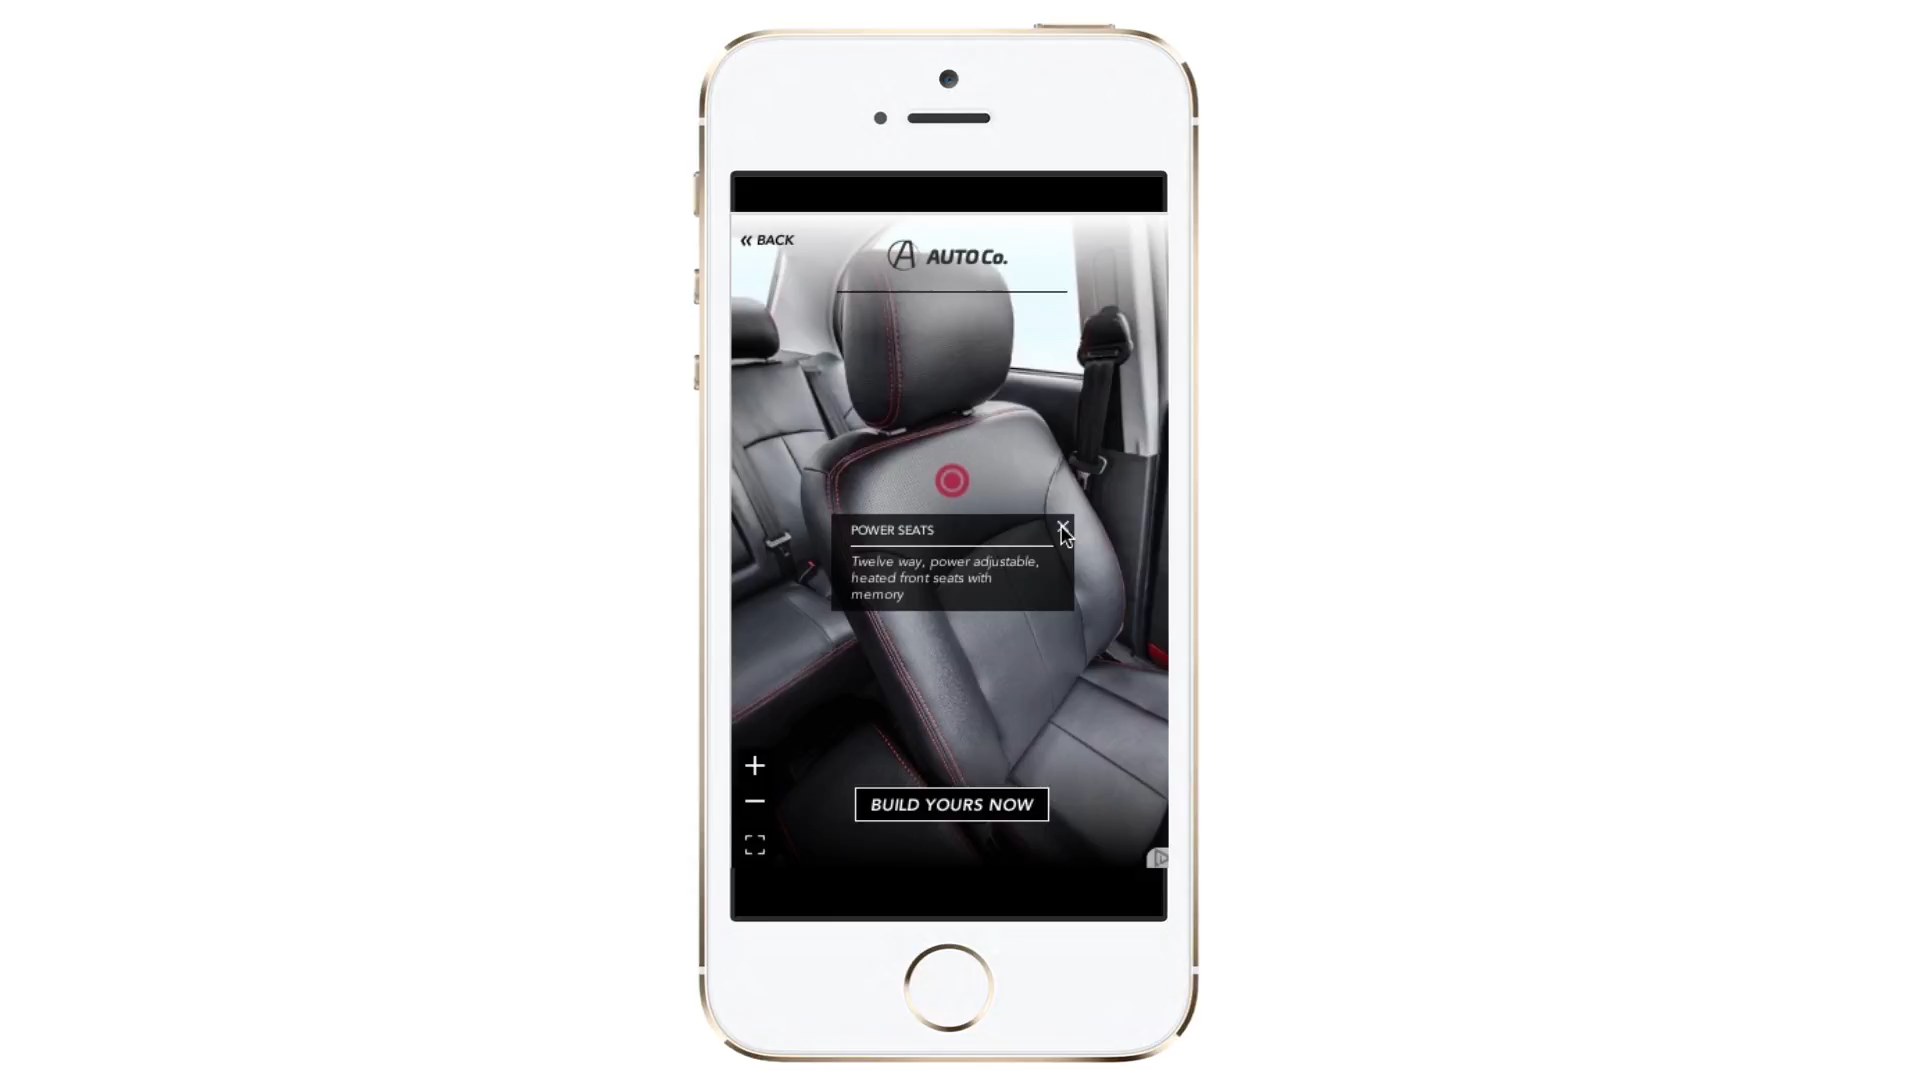 « BACK
AUTO Co.
POWER SEATS
Twelve way, power adjustable,
heated front seats with
memory
BUILD YOURS NOW